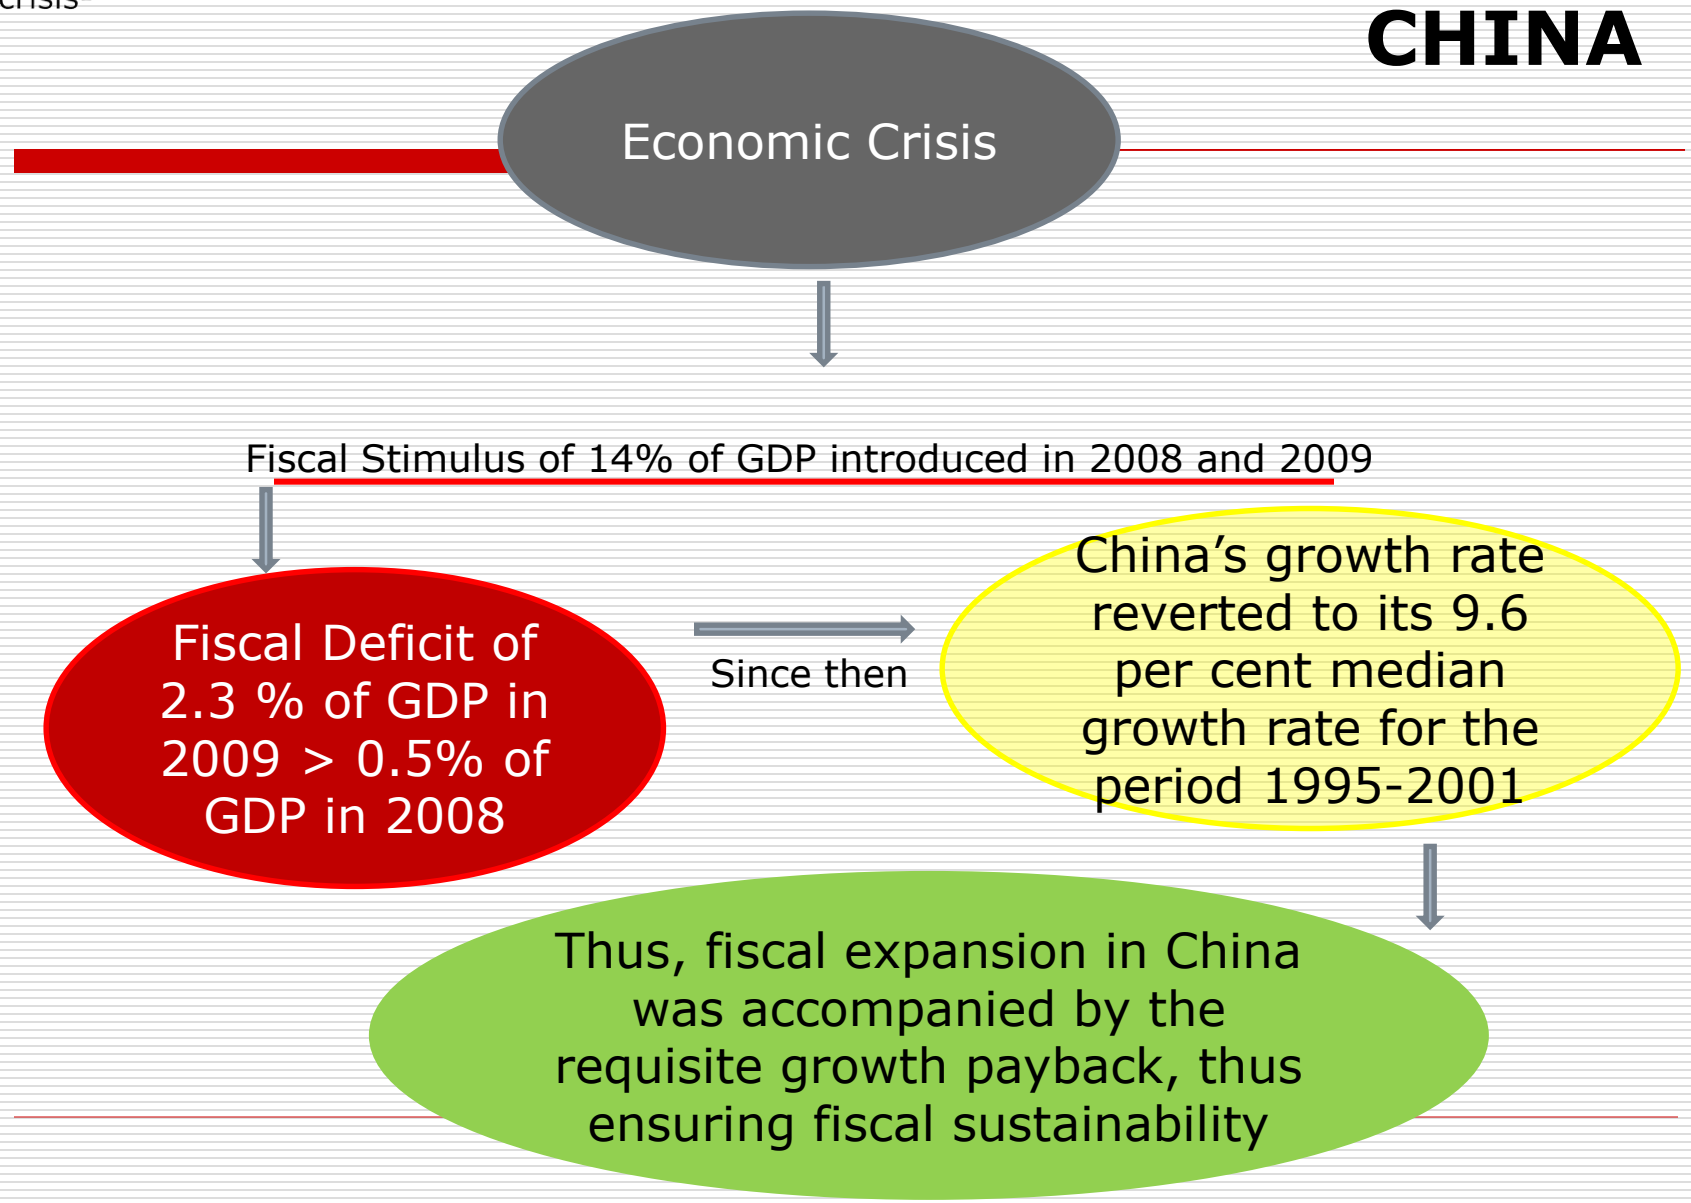 crisis-
CHINA
Economic Crisis
Fiscal Stimulus of 14% of GDP introduced in 2008 and 2009
Fiscal Deficit of
2.3 % of GDP in
2009 > 0.5% of
GDP in 2008
Since then
China’s growth rate
reverted to its 9.6
per cent median
growth rate for the
period 1995-2001
Thus, fiscal expansion in China
was accompanied by the
requisite growth payback, thus
ensuring fiscal sustainability